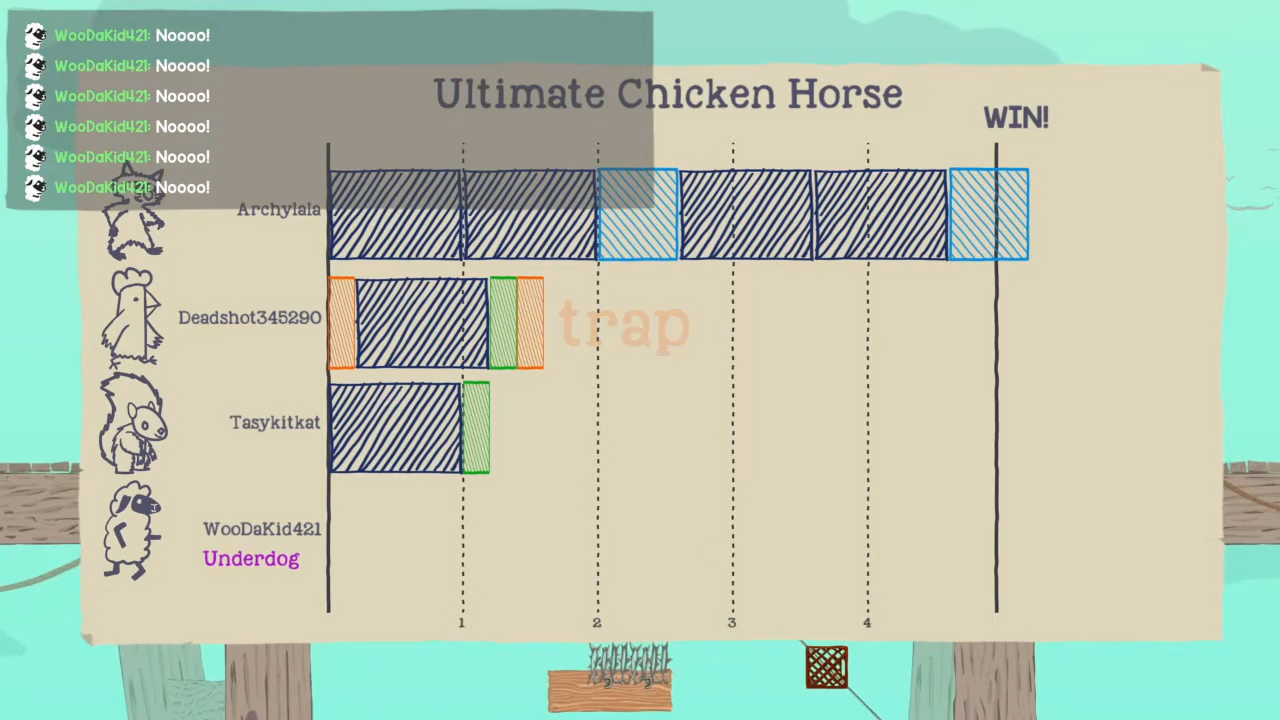 WooDaKid421: Noooo!
WooDaKid421: Noooo!
WooDaKid421: Noooo!
WooDaKid421: Noooo!
WooDaKid421: Noooo!
WooDaKid421: Noooo!
Ultimate Chicken Horse
WIN!
Archylala
Deadshot345290
trap
Tasykitkat
WooDaKid421
Underdog
1 2 3 4